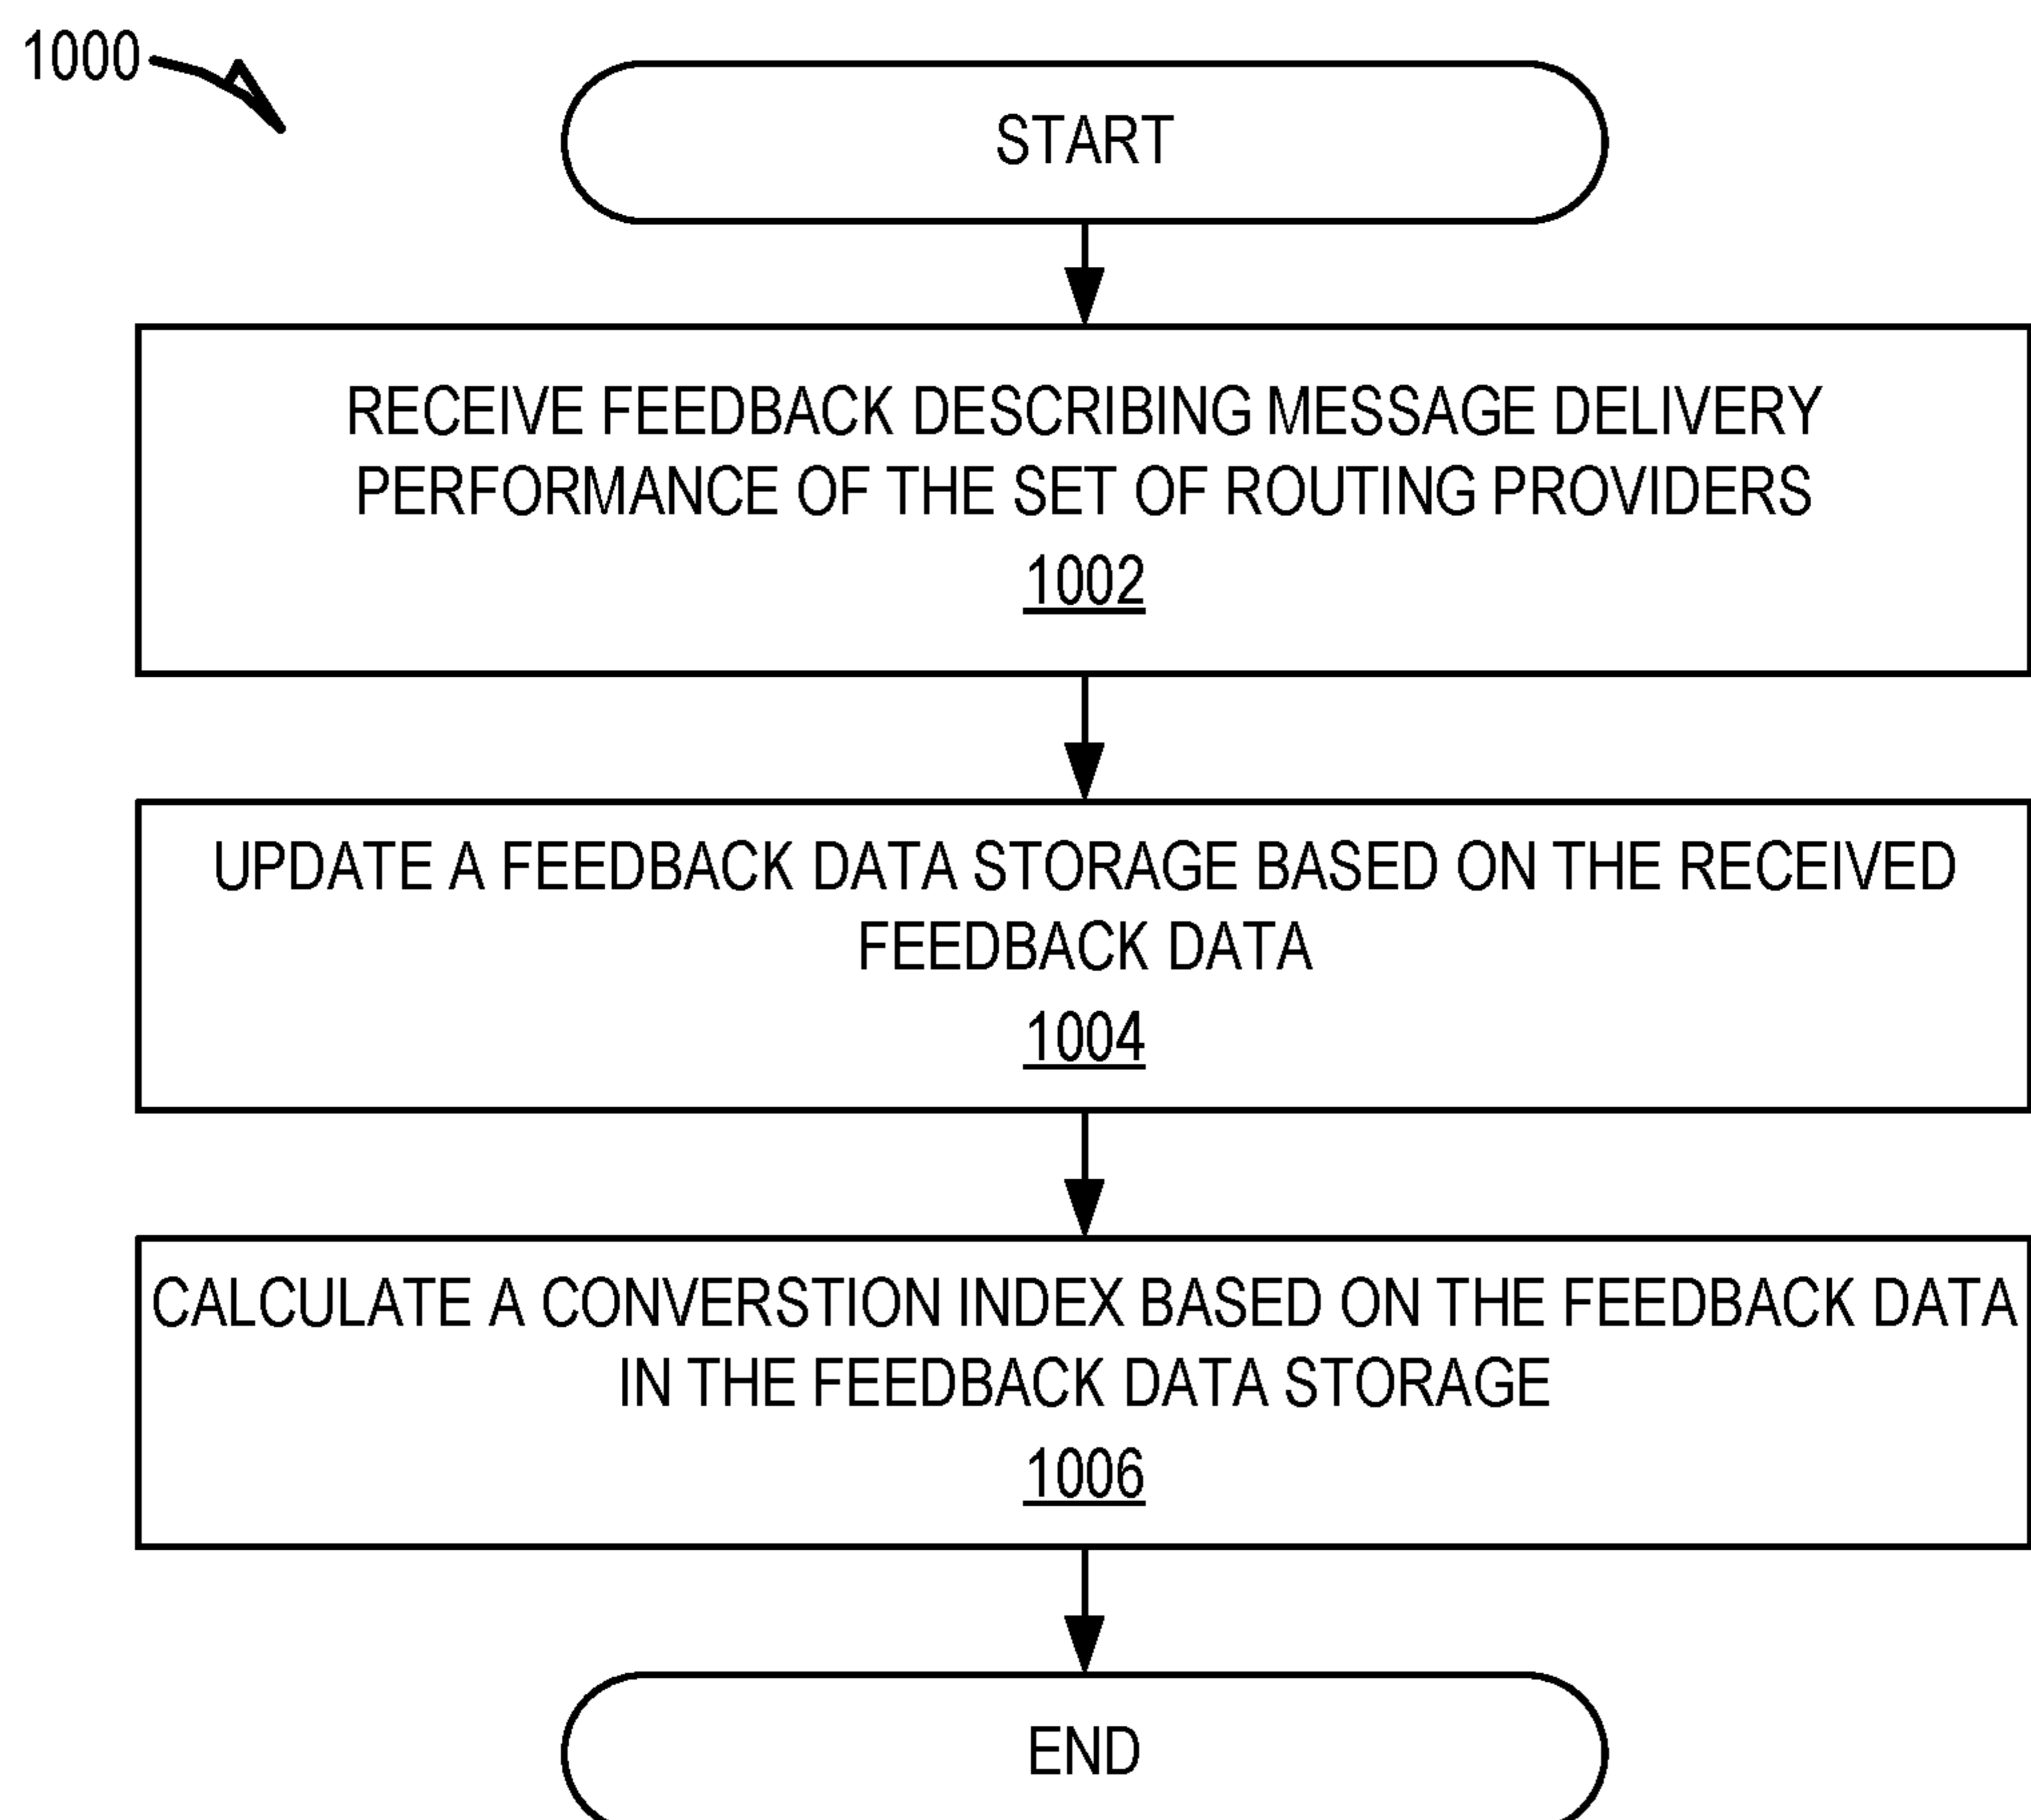 1000
START
RECEIVE FEEDBACK DESCRIBING MESSAGE DELIVERY
PERFORMANCE OF THE SET OF ROUTING PROVIDERS
1002
UPDATE A FEEDBACK DATA STORAGE BASED ON THE RECEIVED
FEEDBACK DATA
1004
CALCULATE A CONVERSTION INDEX BASED ON THE FEEDBACK DATA
IN THE FEEDBACK DATA STORAGE
1006
END